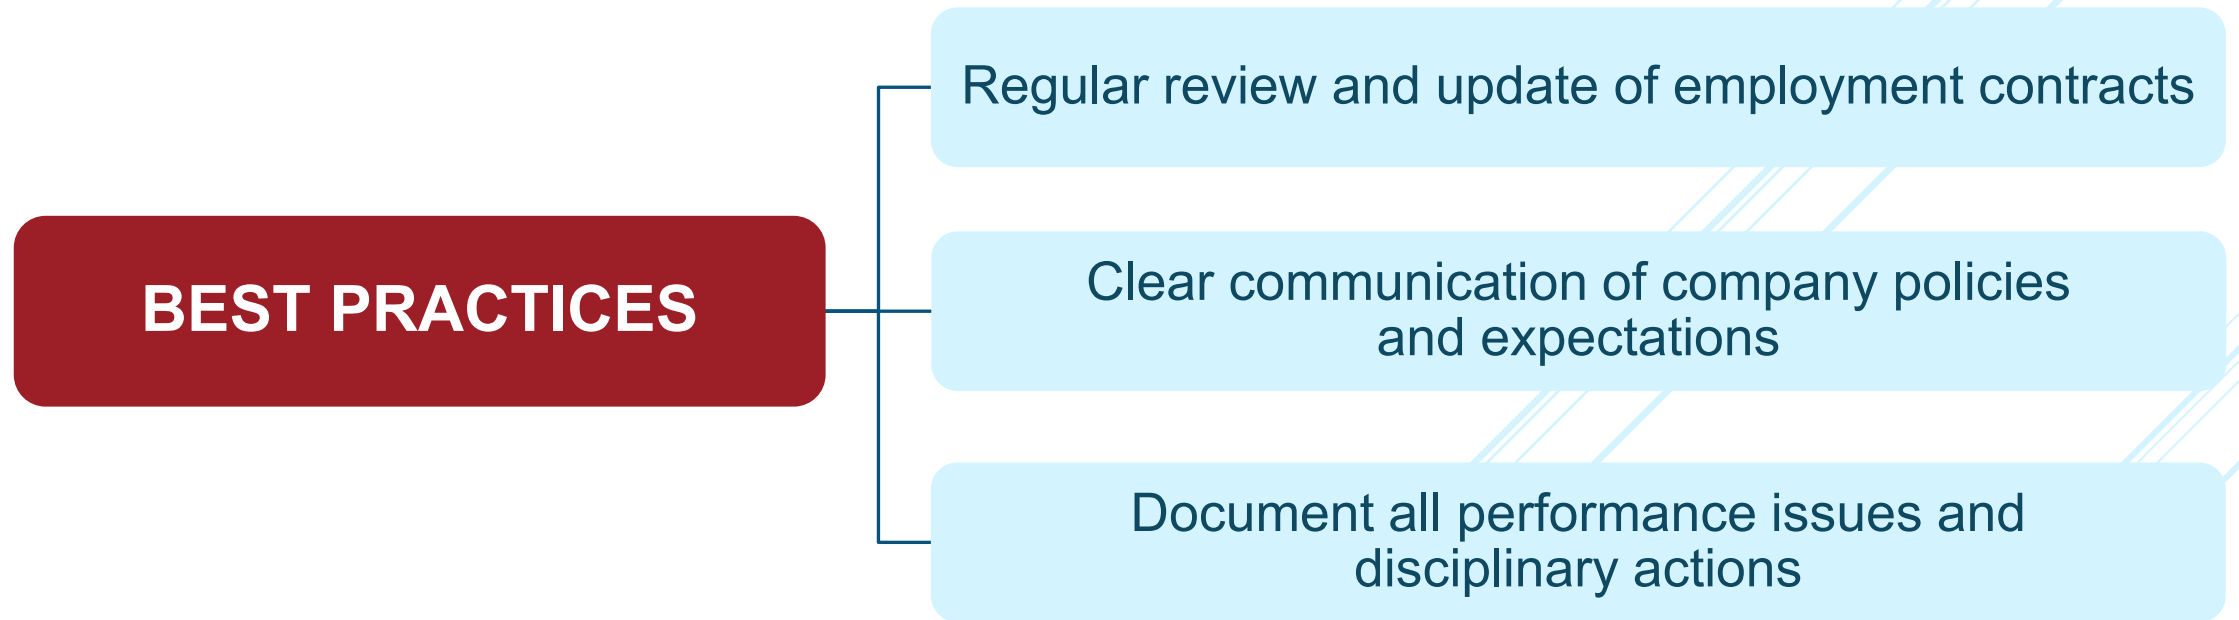 BEST PRACTICES
Regular review and update of employment contracts
Clear communication of company policies
and expectations
Document all performance issues and
disciplinary actions